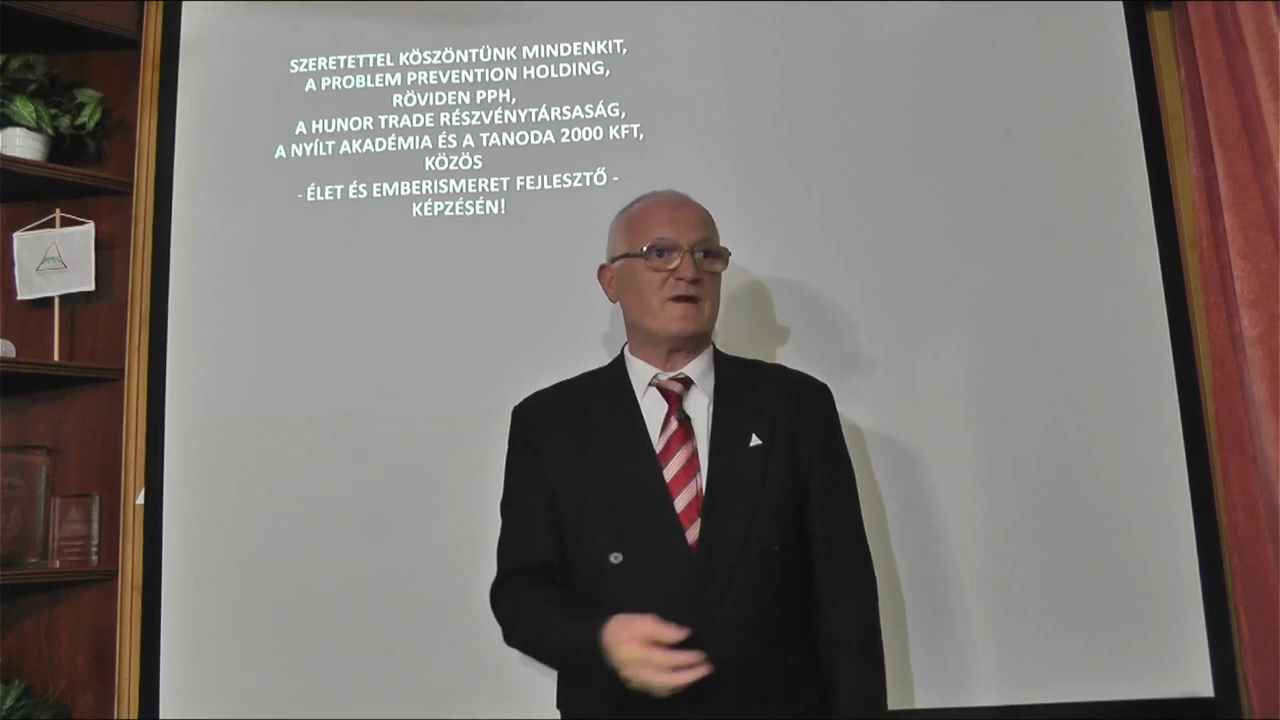 SZERETETTEL KÖSZÖNTÜNK MINDENKIT,
A PROBLEM PREVENTION HOLDING,
RÖVIDEN PPH,
A HUNOR TRADE RÉSZVÉNYTÁRSASÁG,
A NYÍLT AKADÉMIA ÉS A TANODA 2000 KFT,
KÖZÖS
- ÉLET ÉS EMBERISMERET FEJLESZTŐ -
KÉPZÉSÉN!